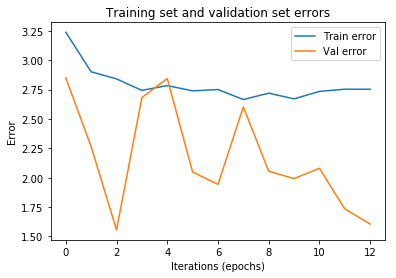 Training set and validation set errors
Train error
Val error
3.25
3.00
2.75
2.50
2.25
2.00
1.75
1.50
Error
0 2 4 6 8 10 12
Iterations (epochs)